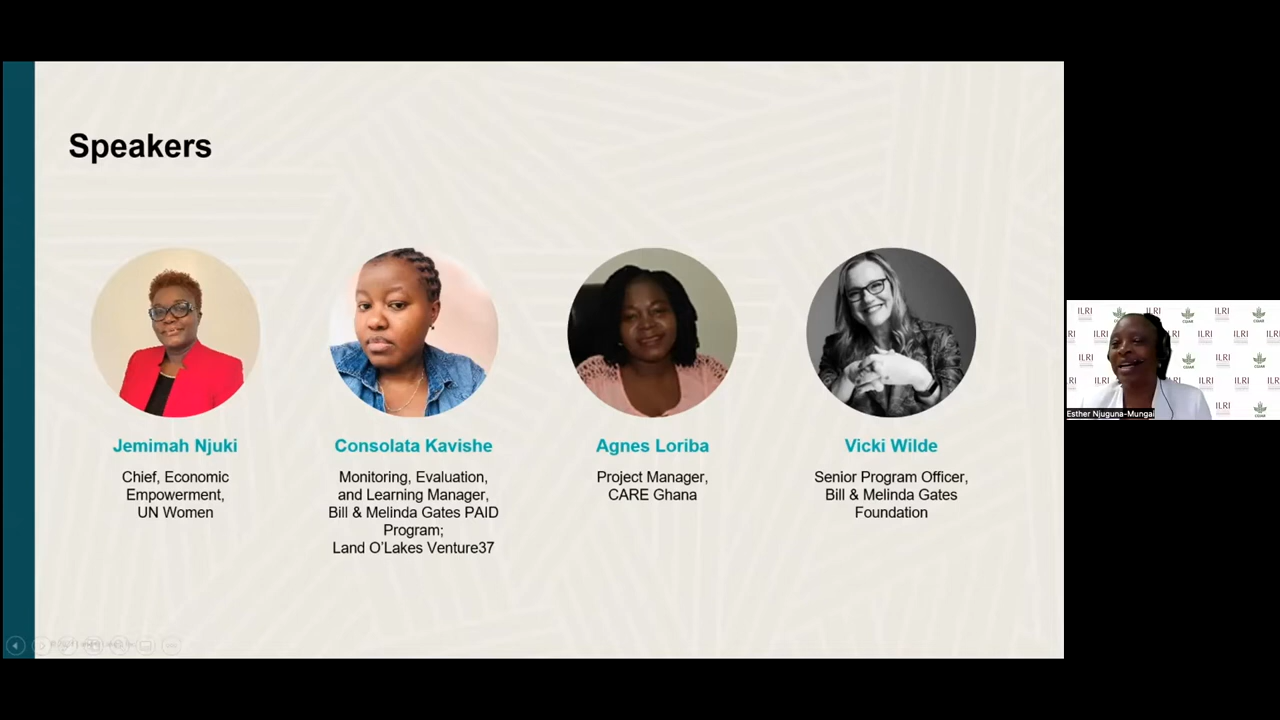 Speakers
Jemimah Njuki
Chief, Economic
Empowerment,
UN Women
Consolata Kavishe
Monitoring, Evaluation,
and Learning Manager,
Bill & Melinda Gates PAID
Program;
Land O'Lakes Venture37
Agnes Loriba
Project Manager,
CARE Ghana
Vicki Wilde
Senior Program Officer,
Bill & Melinda Gates
Foundation
ILRI
CGIAR
Esther Njuguna-Mungai